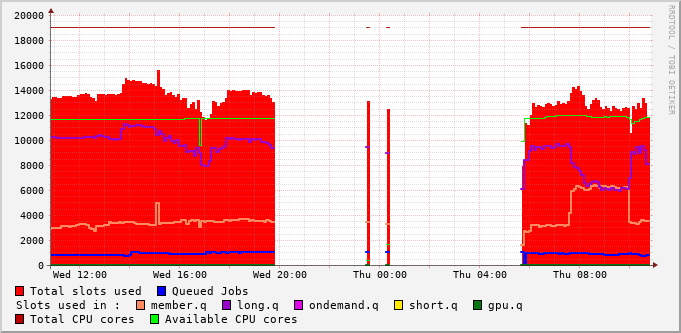 20000
18000
16000
14000
12000
10000
8000
6000
4000
2000
0
Wed 12:00 Wed 16:00 Wed 20:00 Thu 00:00 Thu 04:00 Thu 08:00
Total slots used Queued Jobs
Slots used in : member.q long.q ondemand.q short.q gpu.q
Total CPU cores Available CPU cores
RRDTOOL / TOBI OETIKER